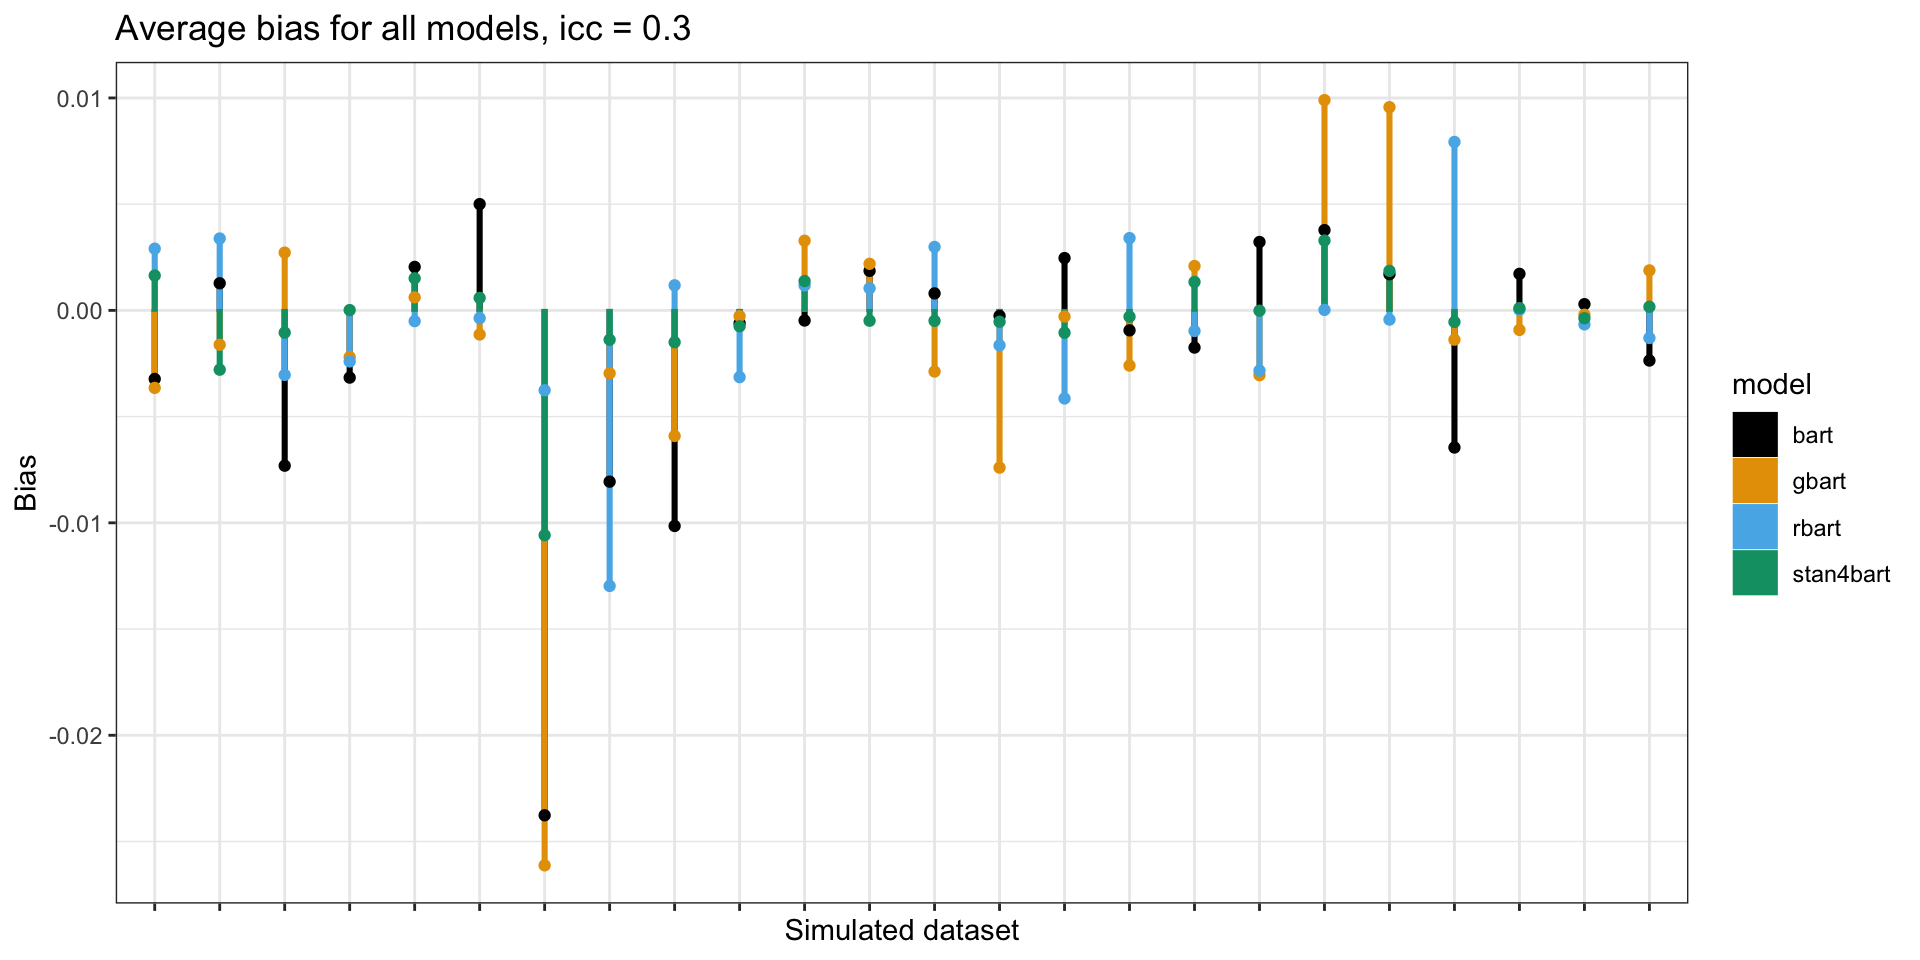 Average bias for all models, icc = 0.3
0.01
0.00
-0.01
-0.02
Bias
Simulated dataset
model
bart
gbart
rbart
stan4bart